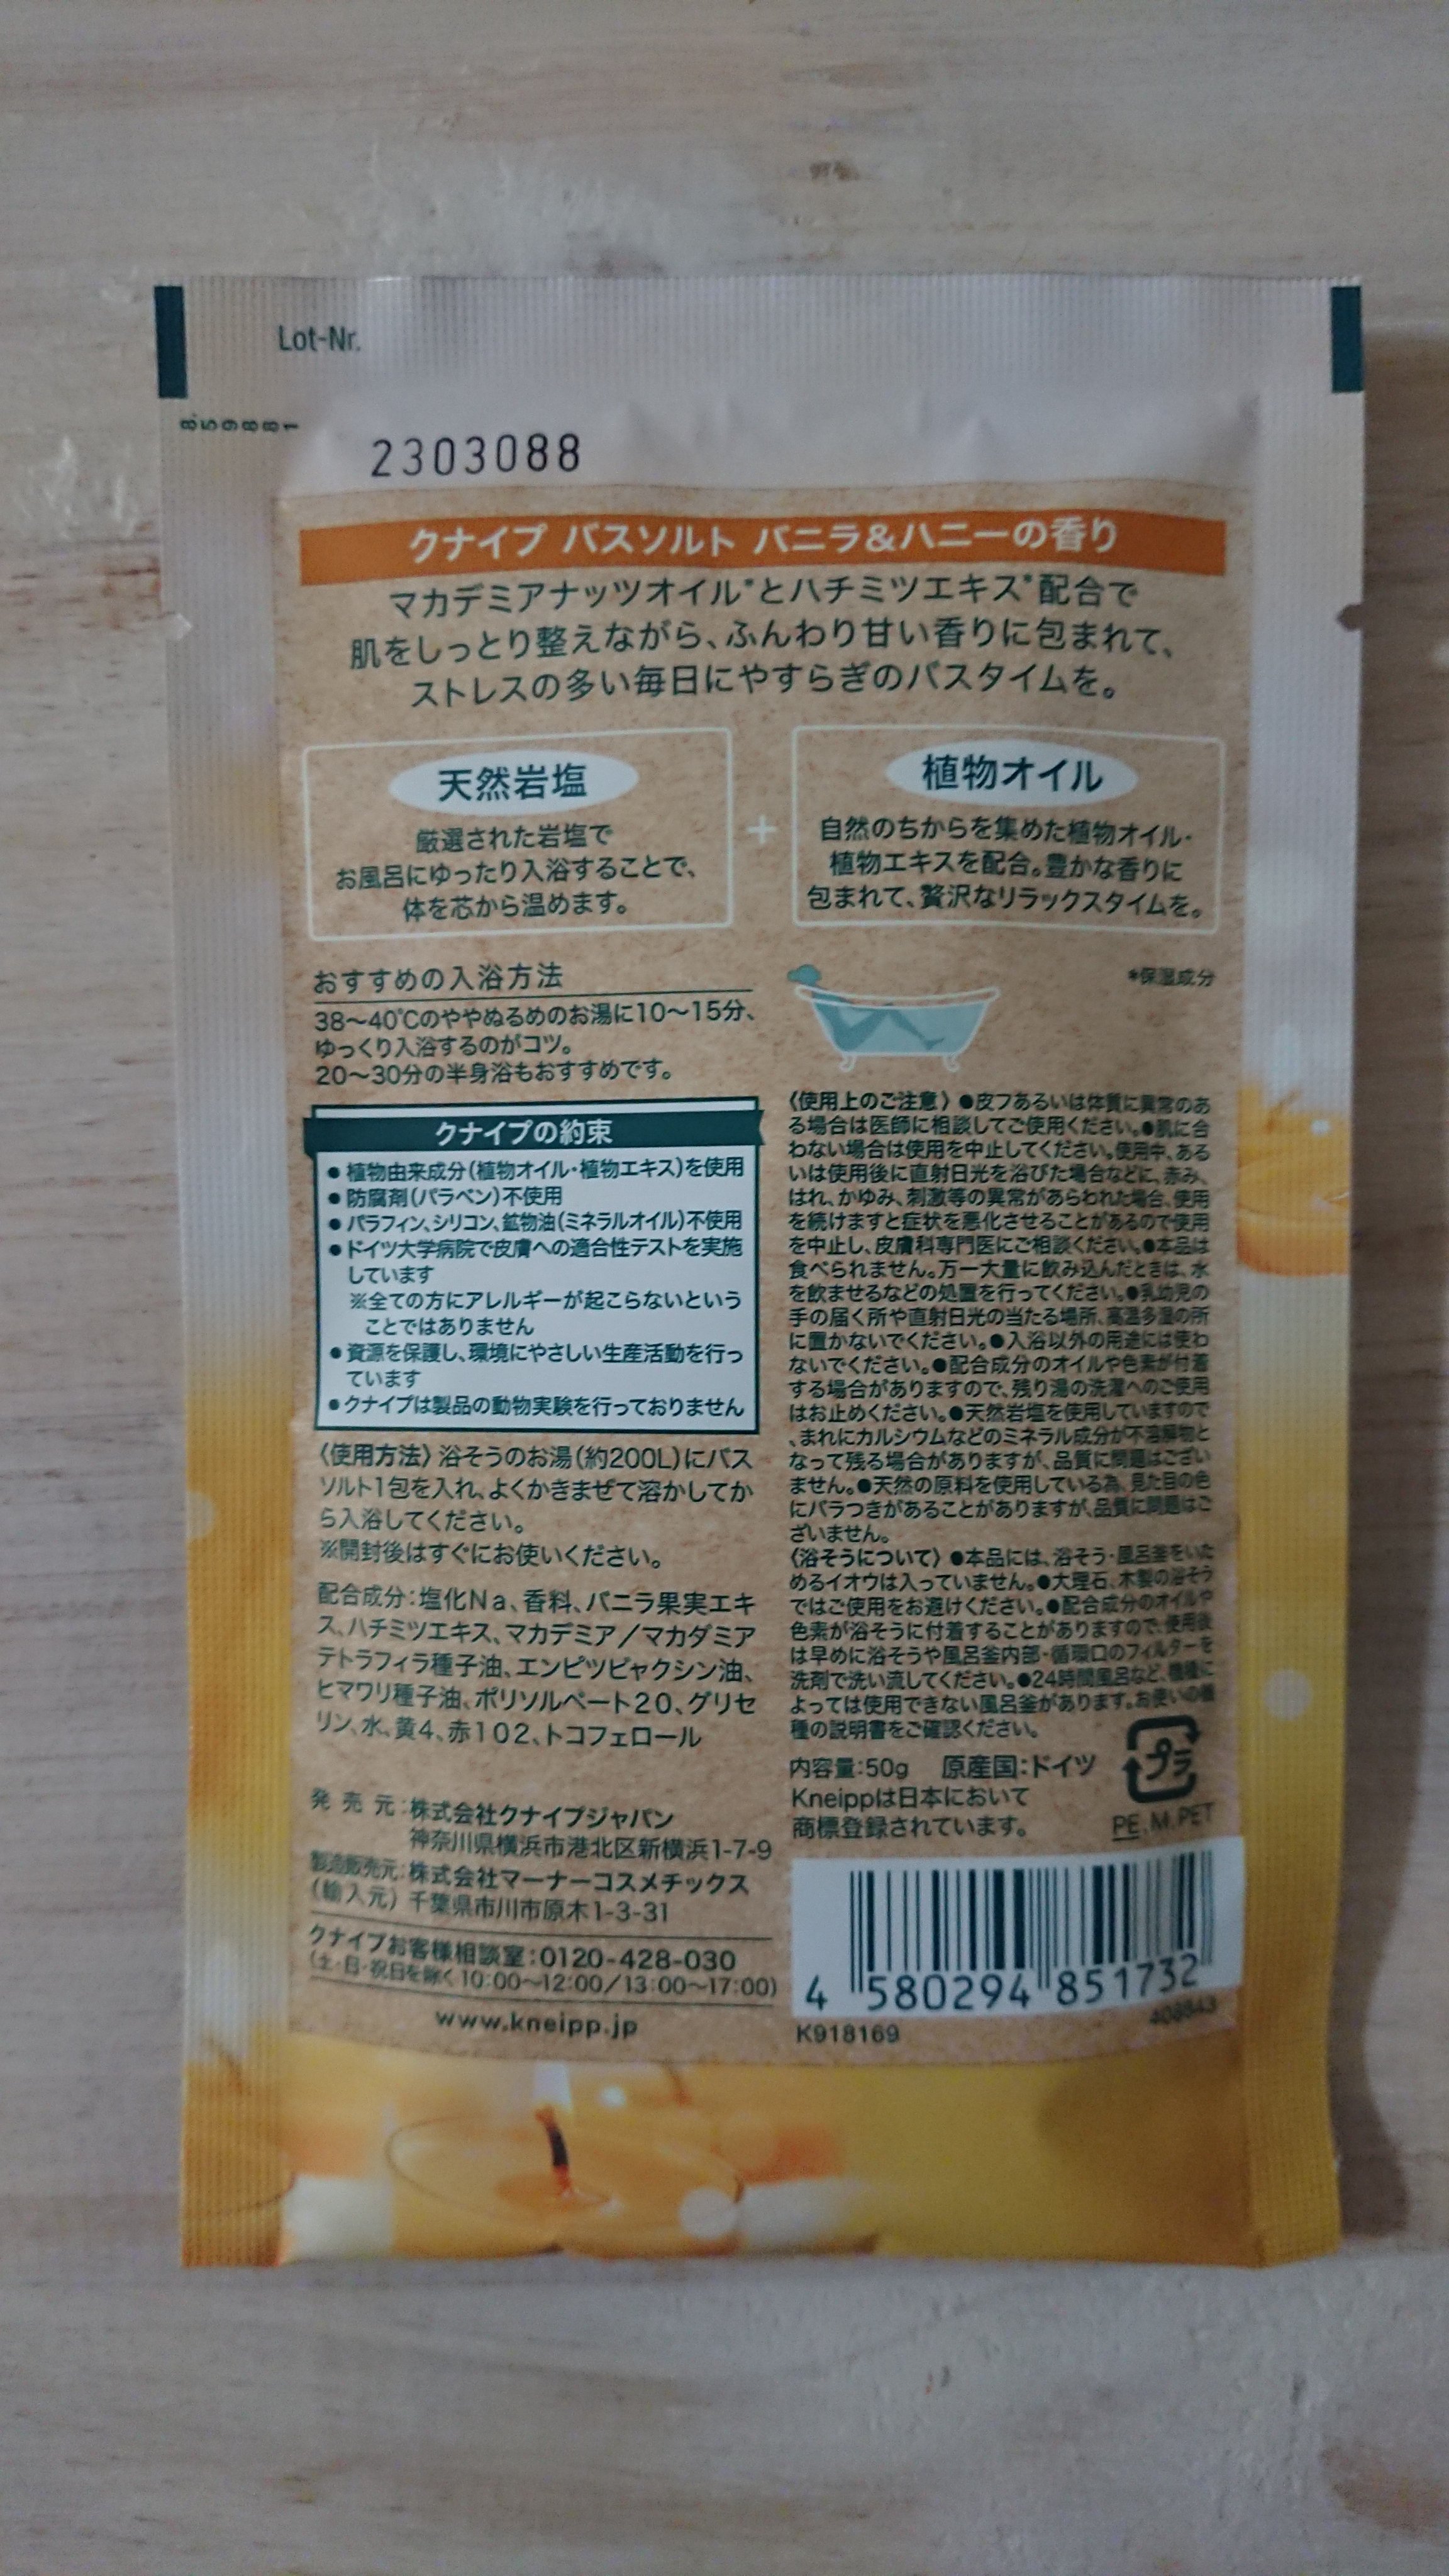 Lot-Nr.
2303088
クナイプ バスソルト バニラ&ハニーの香り
マカデミアナッツオイル*とハチミツエキス*配合で
肌をしっとり整えながら、ふんわり甘い香りに包まれて、
ストレスの多い毎日にやすらぎのバスタイムを。
天然岩塩
厳選された岩塩で
お風呂にゆったり入浴することで、
体を芯から温めます。
+
植物オイル
自然のちからを集めた植物オイル・
植物エキスを配合。豊かな香りに
包まれて、贅沢なリラックスタイムを。
*保湿成分
おすすめの入浴方法
38〜40℃のややぬるめのお湯に10〜15分、
ゆっくり入浴するのがコツ。
20〜30分の半身浴もおすすめです。
クナイプの約束
●植物由来成分(植物オイル・植物エキス)を使用
●防腐剤(パラベン)不使用
●パラフィン、シリコン、鉱物油(ミネラルオイル)不使用
●ドイツ大学病院で皮膚への適合性テストを実施
しています
※全ての方にアレルギーが起こらないという
ことではありません
●資源を保護し、環境にやさしい生産活動を行っ
ています
●クナイプは製品の動物実験を行っておりません
〈使用方法〉浴そうのお湯(約200L)にバス
ソルト1包を入れ、よくかきまぜて溶かしてか
ら入浴してください。
※開封後はすぐにお使いください。
配合成分:塩化Na、香料、バニラ果実エキ
ス、ハチミツエキス、マカデミア/マカダミア
テトラフィラ種子油、エンピツビャクシン油、
ヒマワリ種子油、ポリソルベート20、グリセ
リン、水、黄4、赤102、トコフェロール
発売元:株式会社クナイプジャパン
神奈川県横浜市港北区新横浜1-7-9
製造販売元:株式会社マーナーコスメチックス
(輸入元) 千葉県市川市原木1-3-31
クナイプお客様相談室:0120-428-030
(土・日・祝日を除く10:00〜12:00/13:00〜17:00)
www.kneipp.jp
〈使用上のご注意〉●皮フあるいは体質に異常のあ
る場合は医師に相談してご使用ください。●肌に合
わない場合は使用を中止してください。使用中、ある
いは使用後に直射日光を浴びた場合などに、赤み、
はれ、かゆみ、刺激等の異常があらわれた場合、使用
を続けますと症状を悪化させることがあるので使用
を中止し、皮膚科専門医にご相談ください。●本品は
食べられません。万一大量に飲み込んだときは、水
を飲ませるなどの処置を行ってください。●乳幼児の
手の届く所や直射日光の当たる場所、高温多湿の所
に置かないでください。●入浴以外の用途には使わ
ないでください。●配合成分のオイルや色素が付着
する場合がありますので、残り湯の洗濯へのご使用
はお止めください。●天然岩塩を使用していますので
、まれにカルシウムなどのミネラル成分が不溶解物と
なって残る場合がありますが、品質に問題はござい
ません。●天然の原料を使用している為、見た目の色
にバラつきがあることがありますが、品質に問題はご
ざいません。
〈浴そうについて〉●本品には、浴そう・風呂釜をいた
めるイオウは入っていません。●大理石、木製の浴そう
ではご使用をお避けください。●配合成分のオイルや
色素が浴そうに付着することがありますので、使用後
は早めに浴そうや風呂釜内部・循環口のフィルターを
洗剤で洗い流してください。●24時間風呂など、機種に
よっては使用できない風呂釜があります。お使いの機
種の説明書をご確認ください。
内容量:50g 原産国:ドイツ
Kneippは日本において
商標登録されています。
プラ
PE, M, PET
4 580294 851732
K918169